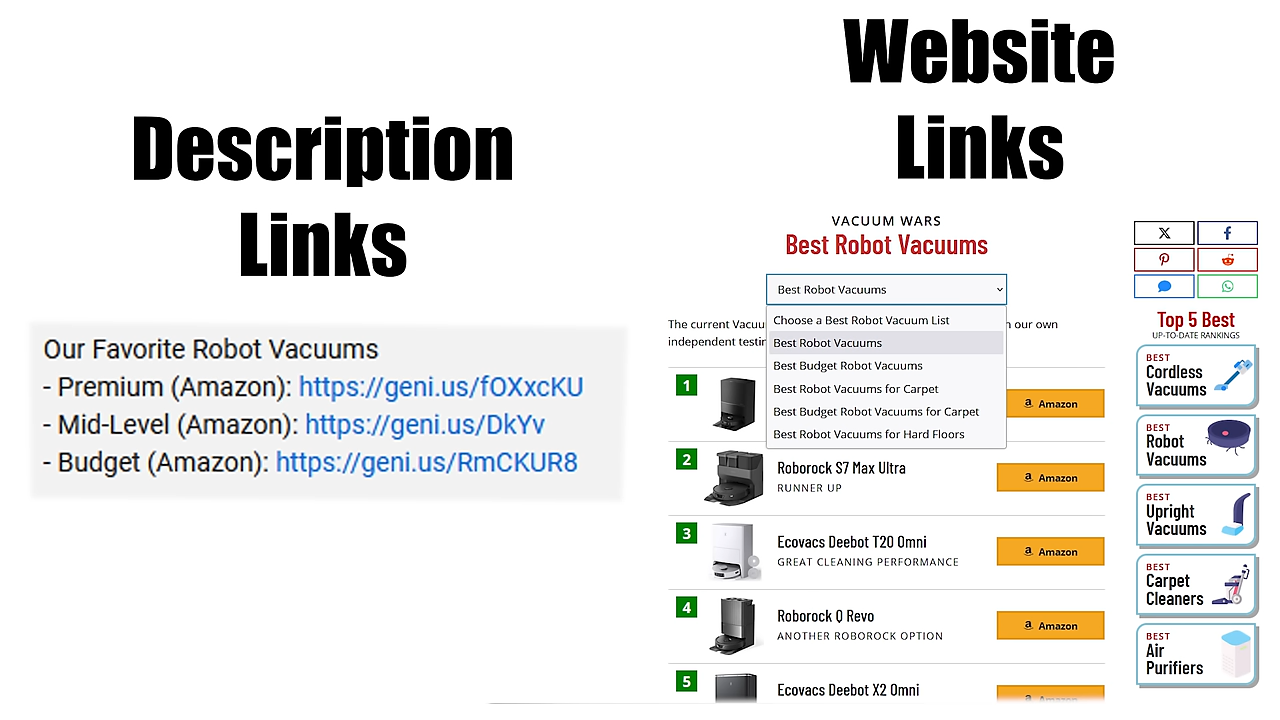 Description
Links
Our Favorite Robot Vacuums
- Premium (Amazon): https://geni.us/fOXxcKU
- Mid-Level (Amazon): https://geni.us/DkYv
- Budget (Amazon): https://geni.us/RmCKUR8
Website
Links
VACUUM WARS
Best Robot Vacuums
Best Robot Vacuums
Choose a Best Robot Vacuum List
Best Robot Vacuums
Best Budget Robot Vacuums
Best Robot Vacuums for Carpet
Best Budget Robot Vacuums for Carpet
Best Robot Vacuums for Hard Floors
The current Vacuu
our own
independent testin
1
Amazon
2
Roborock S7 Max Ultra
RUNNER UP
Amazon
3
Ecovacs Deebot T20 Omni
GREAT CLEANING PERFORMANCE
Amazon
4
Roborock Q Revo
ANOTHER ROBOROCK OPTION
Amazon
5
Ecovacs Deebot X2 Omni
Amazon
Top 5 Best
UP-TO-DATE RANKINGS
BEST
Cordless
Vacuums
BEST
Robot
Vacuums
BEST
Upright
Vacuums
BEST
Carpet
Cleaners
BEST
Air
Purifiers